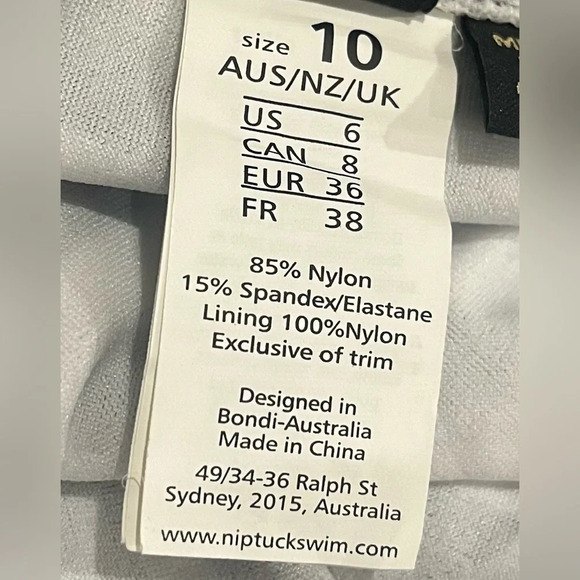 size 10
AUS/NZ/UK
US 6
CAN 8
EUR 36
FR 38
85% Nylon
15% Spandex/Elastane
Lining 100%Nylon
Exclusive of trim
Designed in
Bondi-Australia
Made in China
49/34-36 Ralph St
Sydney, 2015, Australia
www.niptuckswim.com